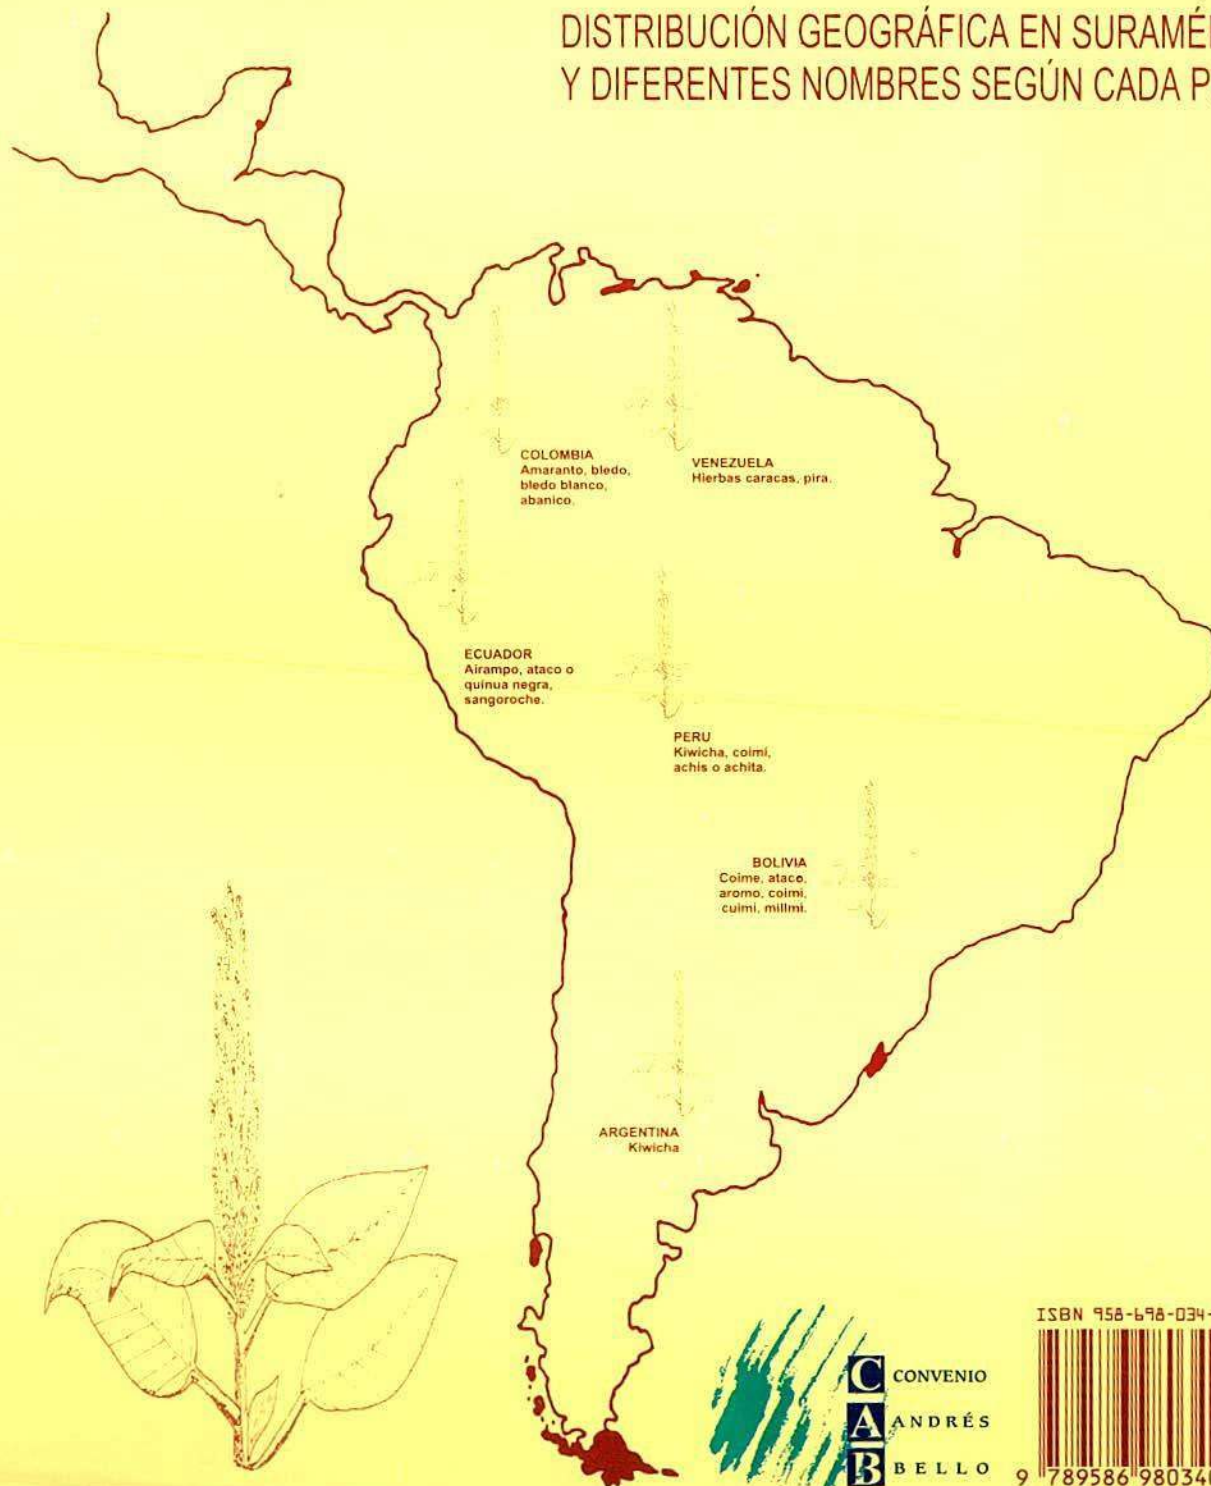 DISTRIBUCIÓN GEOGRÁFICA EN SURAMÉ
Y DIFERENTES NOMBRES SEGÚN CADA P
COLOMBIA
Amaranto, bledo,
bledo blanco,
abanico.
VENEZUELA
Hierbas caracas, pira.
ECUADOR
Airampo, ataco o
quinua negra,
sangoroche.
PERU
Kiwicha, coimi,
achis o achita.
BOLIVIA
Coime, ataco,
aromo, coimi,
cuimi, millmi.
ARGENTINA
Kiwicha
C CONVENIO
A ANDRÉS
B BELLO
ISBN 958-698-034-
9 789586 98034